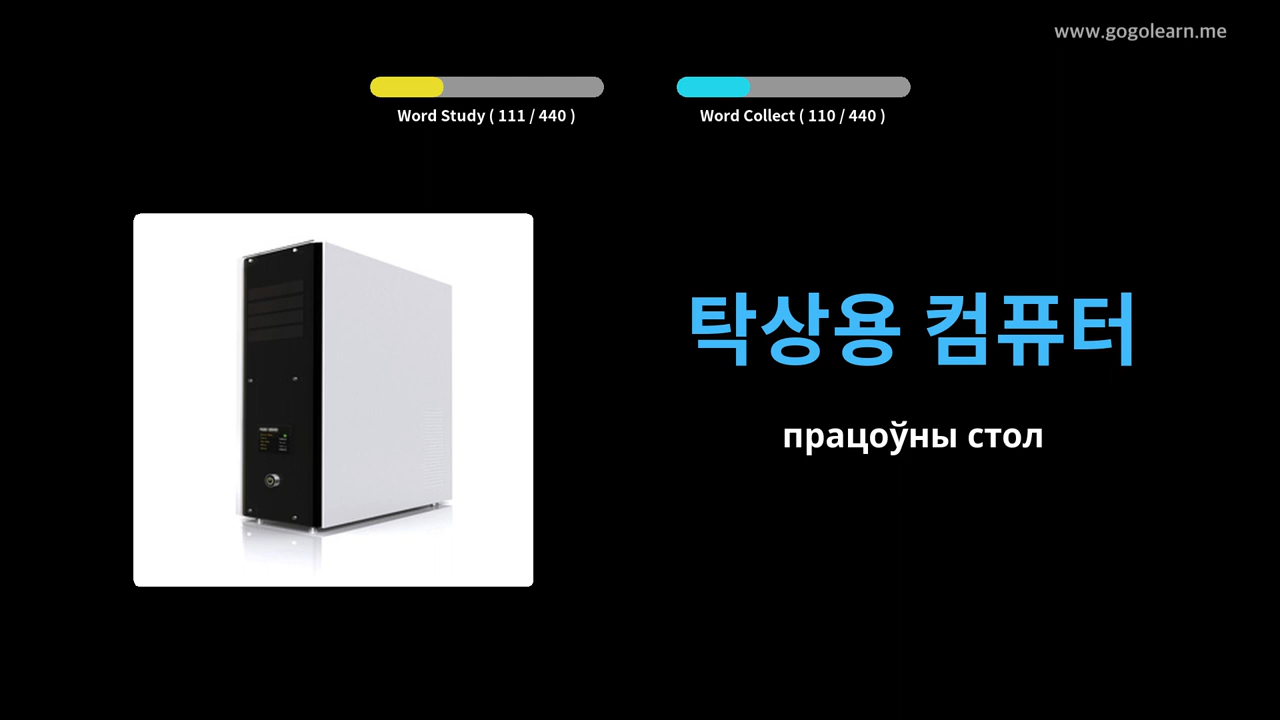 www.gogolearn.me
Word Study ( 111 / 440 )
Word Collect ( 110 / 440 )
탁상용 컴퓨터
працоўны стол